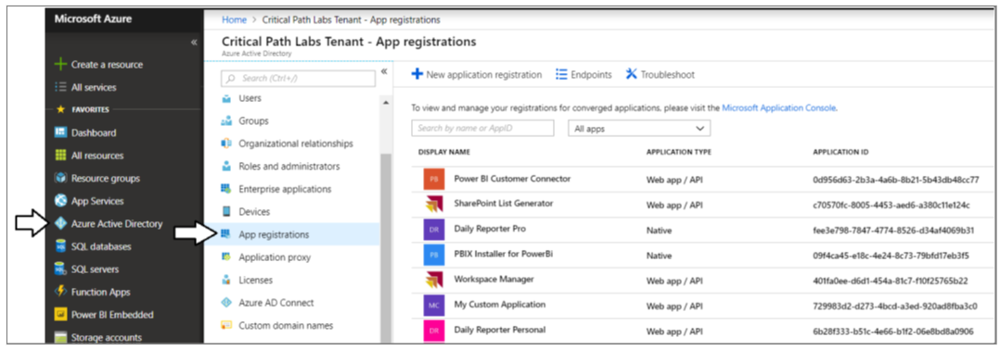 Microsoft Azure
«
Create a resource
All services
FAVORITES
Dashboard
All resources
Resource groups
App Services
Azure Active Directory
SQL databases
SQL servers
Function Apps
Power BI Embedded
Storage accounts
Home > Critical Path Labs Tenant - App registrations
Critical Path Labs Tenant - App registrations
Azure Active Directory
Search (Ctrl+/)
«
Users
Groups
Organizational relationships
Roles and administrators
Enterprise applications
Devices
App registrations
Application proxy
Licenses
Azure AD Connect
Custom domain names
New application registration Endpoints Troubleshoot
To view and manage your registrations for converged applications, please visit the Microsoft Application Console.
Search by name or AppID All apps
DISPLAY NAME APPLICATION TYPE APPLICATION ID
PB Power BI Customer Connector Web app / API 0d956d63-2b3a-4a6b-8b21-5b43db48cc77
SharePoint List Generator Web app / API c70570fc-8005-4453-aed6-a380c11e124c
DR Daily Reporter Pro Native fee3e798-7847-4774-8526-d34af4069b31
PB PBIX Installer for PowerBi Native 09f4ca45-e18c-4e24-8c73-79bfd17eb3f5
Workspace Manager Web app / API 401fa0ee-d6d1-454a-81c7-f10f25765b22
MC My Custom Application Web app / API 729983d2-d273-4bcd-a3ed-920ad8fba3c0
DR Daily Reporter Personal Web app / API 6b28f333-b51c-4e66-b1f2-06e8bd8a0906